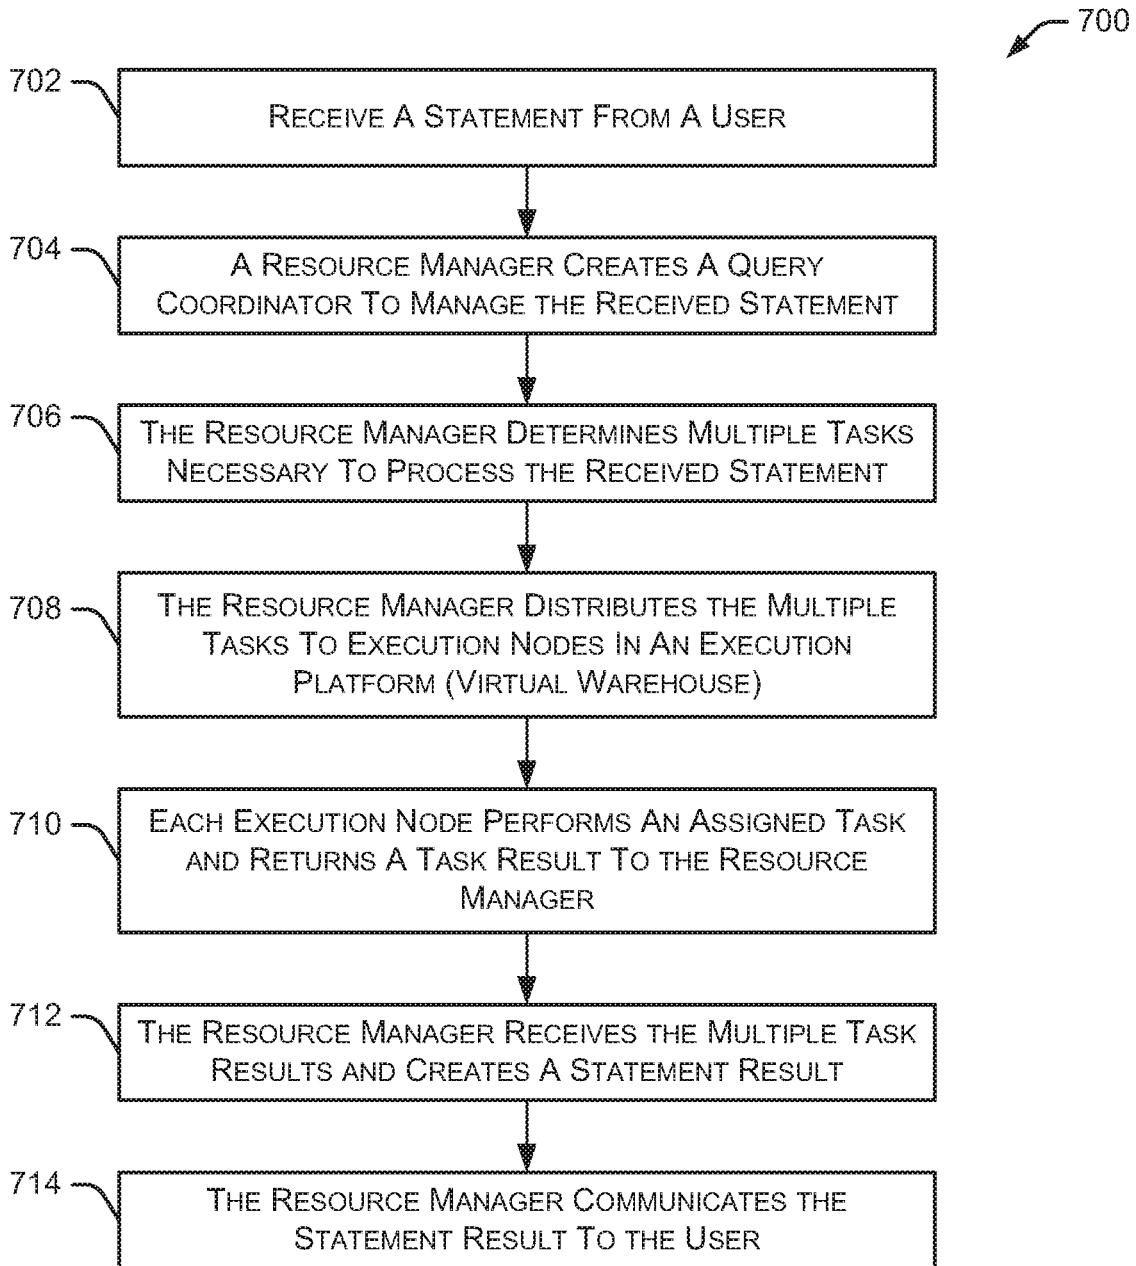 700
702
RECEIVE A STATEMENT FROM A USER
704
A RESOURCE MANAGER CREATES A QUERY
COORDINATOR TO MANAGE THE RECEIVED STATEMENT
706
THE RESOURCE MANAGER DETERMINES MULTIPLE TASKS
NECESSARY TO PROCESS THE RECEIVED STATEMENT
708
THE RESOURCE MANAGER DISTRIBUTES THE MULTIPLE
TASKS TO EXECUTION NODES IN AN EXECUTION
PLATFORM (VIRTUAL WAREHOUSE)
710
EACH EXECUTION NODE PERFORMS AN ASSIGNED TASK
AND RETURNS A TASK RESULT TO THE RESOURCE
MANAGER
712
THE RESOURCE MANAGER RECEIVES THE MULTIPLE TASK
RESULTS AND CREATES A STATEMENT RESULT
714
THE RESOURCE MANAGER COMMUNICATES THE
STATEMENT RESULT TO THE USER